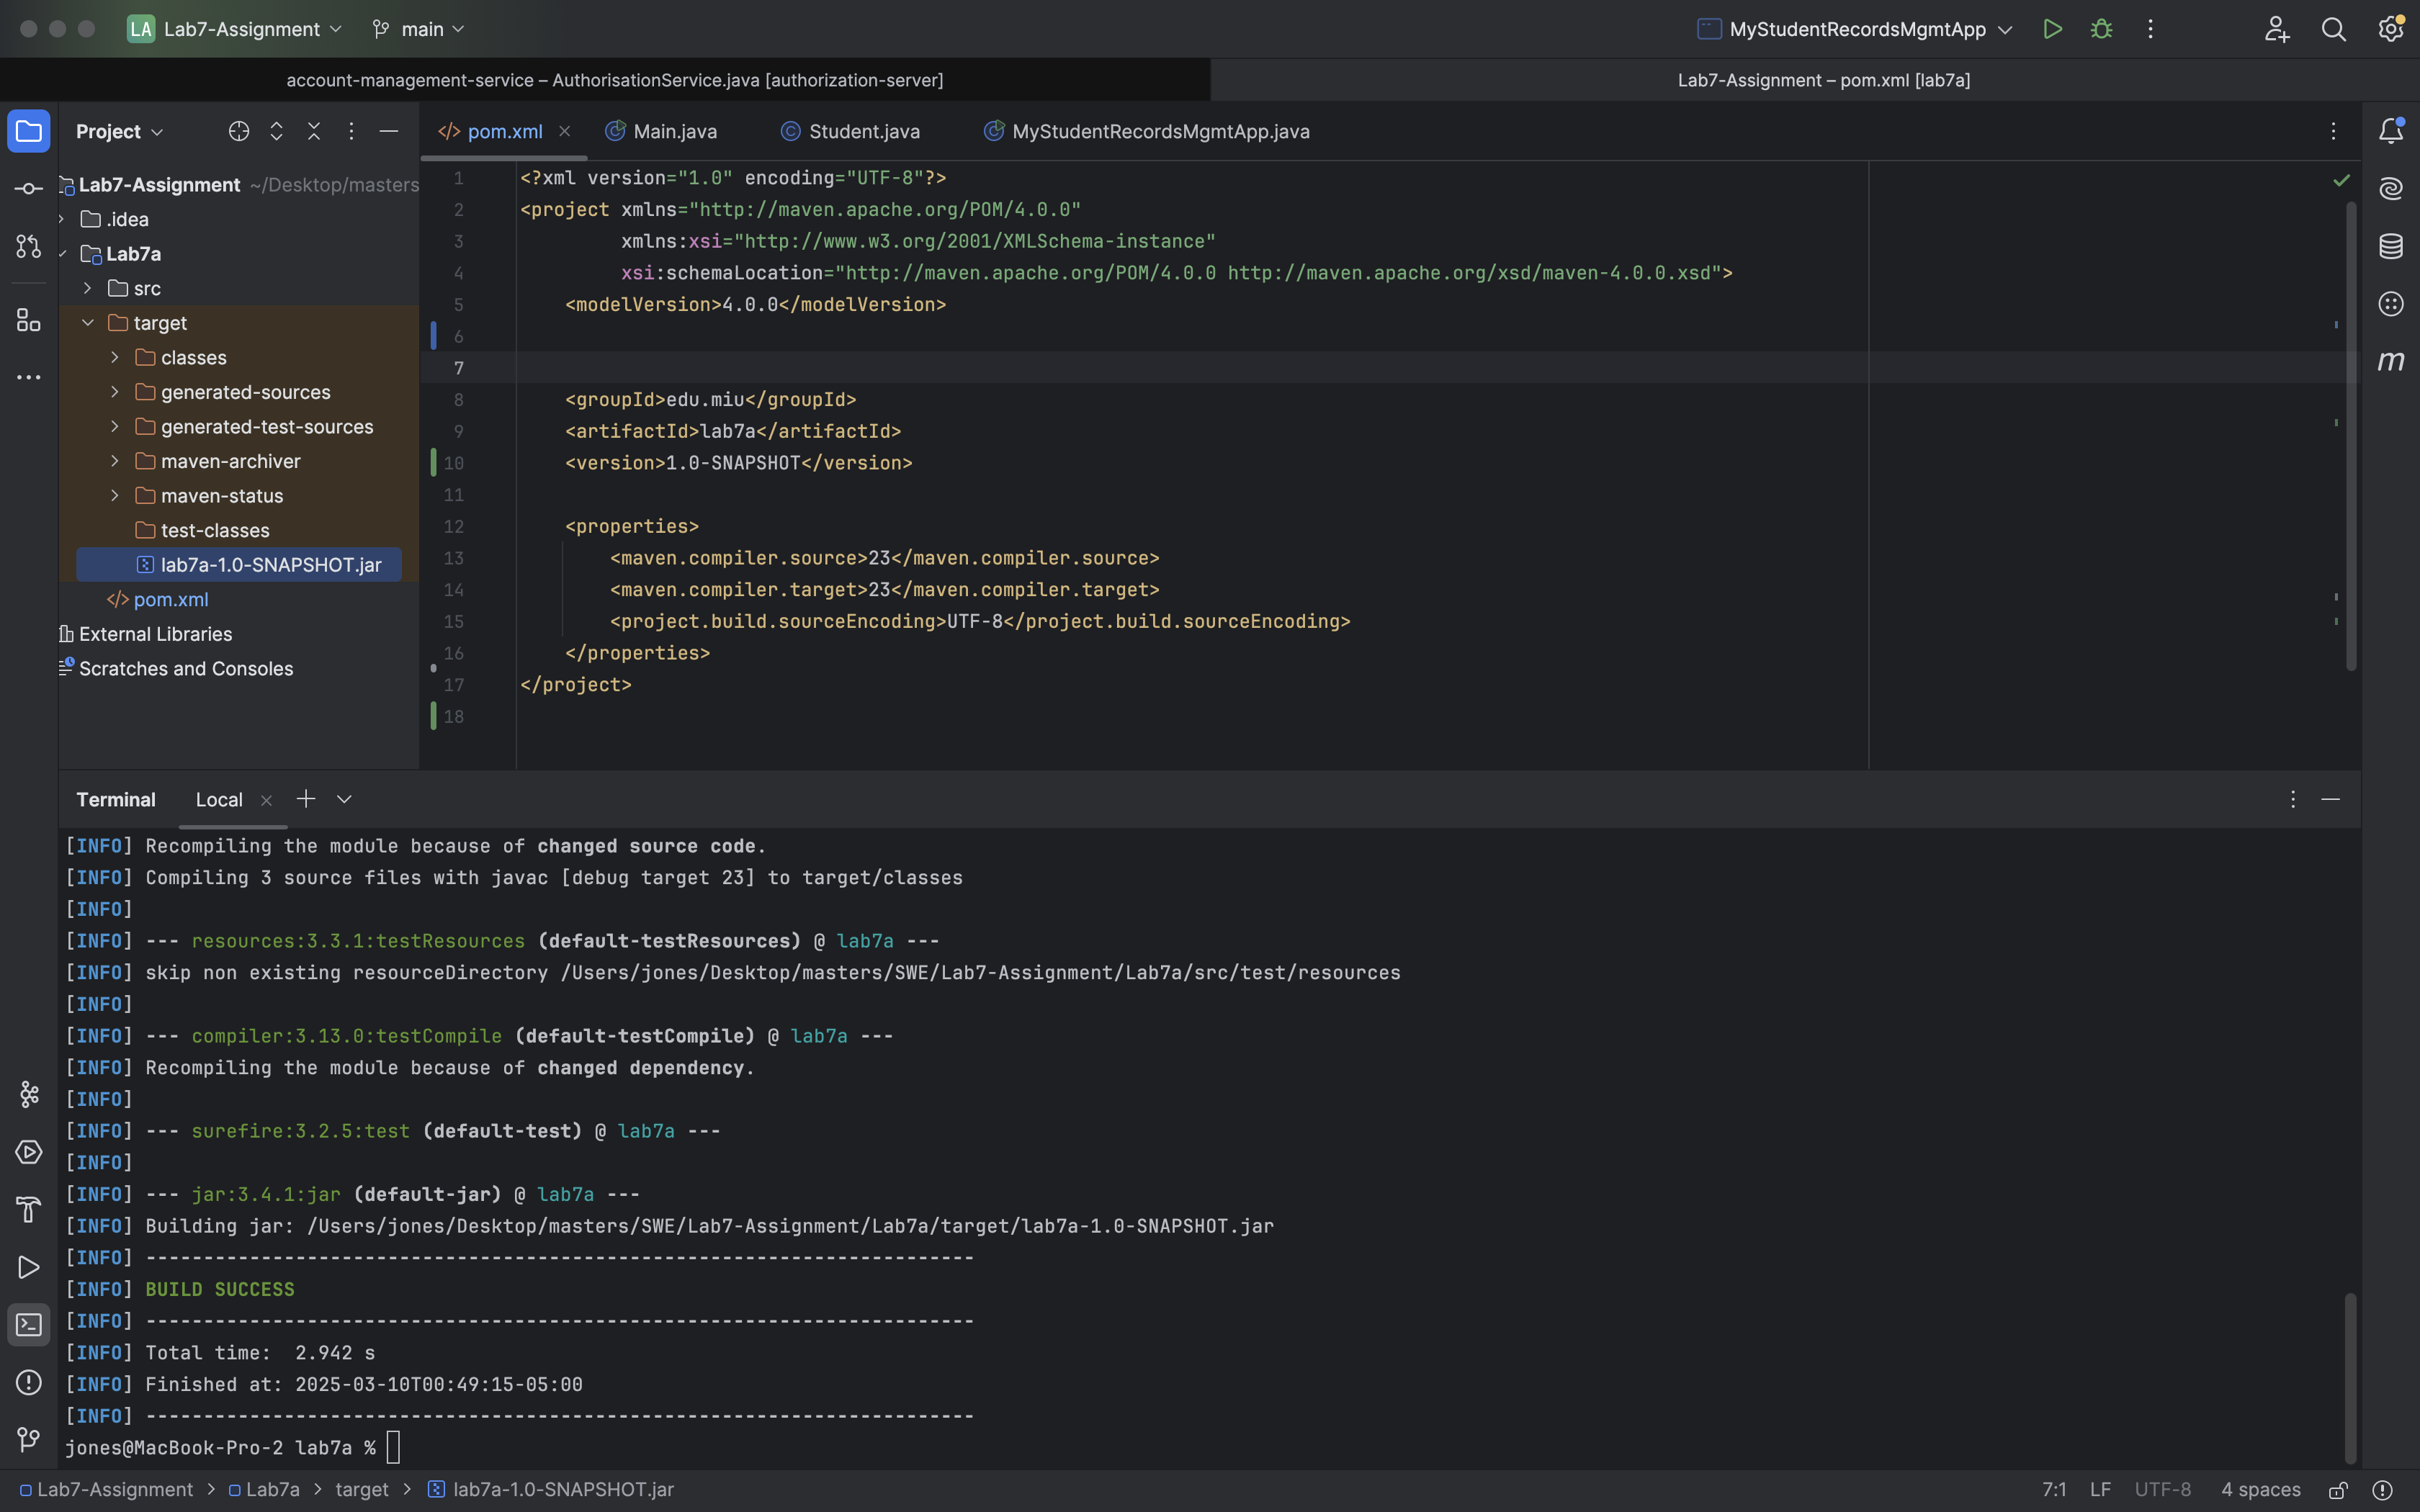 LA Lab7-Assignment main MyStudentRecordsMgmtApp
account-management-service – AuthorisationService.java [authorization-server] Lab7-Assignment – pom.xml [lab7a]
Project
Lab7-Assignment ~/Desktop/masters
.idea
Lab7a
src
target
classes
generated-sources
generated-test-sources
maven-archiver
maven-status
test-classes
lab7a-1.0-SNAPSHOT.jar
</> pom.xml
External Libraries
Scratches and Consoles
</> pom.xml Main.java Student.java MyStudentRecordsMgmtApp.java
1 <?xml version="1.0" encoding="UTF-8"?>
2 <project xmlns="http://maven.apache.org/POM/4.0.0"
3 xmlns:xsi="http://www.w3.org/2001/XMLSchema-instance"
4 xsi:schemaLocation="http://maven.apache.org/POM/4.0.0 http://maven.apache.org/xsd/maven-4.0.0.xsd">
5 <modelVersion>4.0.0</modelVersion>
6
7
8 <groupId>edu.miu</groupId>
9 <artifactId>lab7a</artifactId>
10 <version>1.0-SNAPSHOT</version>
11
12 <properties>
13 <maven.compiler.source>23</maven.compiler.source>
14 <maven.compiler.target>23</maven.compiler.target>
15 <project.build.sourceEncoding>UTF-8</project.build.sourceEncoding>
16 </properties>
17 </project>
18
m
Terminal Local
[INFO] Recompiling the module because of changed source code.
[INFO] Compiling 3 source files with javac [debug target 23] to target/classes
[INFO]
[INFO] --- resources:3.3.1:testResources (default-testResources) @ lab7a ---
[INFO] skip non existing resourceDirectory /Users/jones/Desktop/masters/SWE/Lab7-Assignment/Lab7a/src/test/resources
[INFO]
[INFO] --- compiler:3.13.0:testCompile (default-testCompile) @ lab7a ---
[INFO] Recompiling the module because of changed dependency.
[INFO]
[INFO] --- surefire:3.2.5:test (default-test) @ lab7a ---
[INFO]
[INFO] --- jar:3.4.1:jar (default-jar) @ lab7a ---
[INFO] Building jar: /Users/jones/Desktop/masters/SWE/Lab7-Assignment/Lab7a/target/lab7a-1.0-SNAPSHOT.jar
[INFO] ------------------------------------------------------------------------
[INFO] BUILD SUCCESS
[INFO] ------------------------------------------------------------------------
[INFO] Total time:  2.942 s
[INFO] Finished at: 2025-03-10T00:49:15-05:00
[INFO] ------------------------------------------------------------------------
jones@MacBook-Pro-2 lab7a %
Lab7-Assignment > Lab7a > target > lab7a-1.0-SNAPSHOT.jar 7:1 LF UTF-8 4 spaces